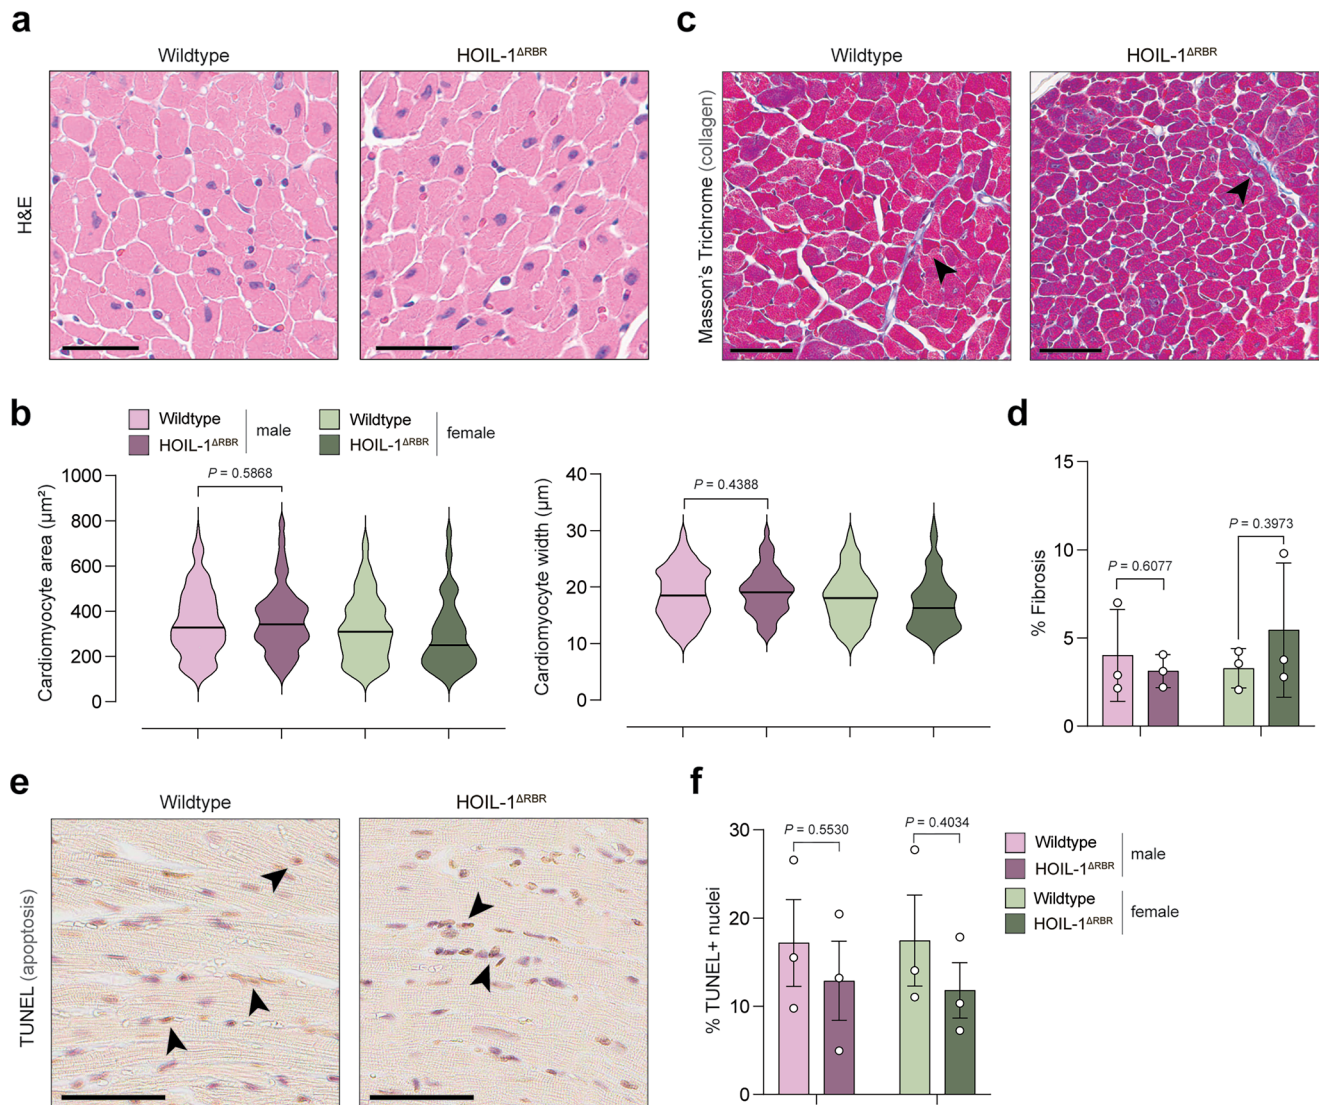 a
Wildtype
HOIL-1ΔRBR
H&E
c
Wildtype
HOIL-1ΔRBR
Masson's Trichrome (collagen)
b
Wildtype
HOIL-1ΔRBR
male
Wildtype
HOIL-1ΔRBR
female
Cardiomyocyte area (µm²)
1000
800
600
400
200
0
P = 0.5868
Cardiomyocyte width (µm)
40
30
20
10
0
P = 0.4388
d
% Fibrosis
15
10
5
0
P = 0.6077
P = 0.3973
e
Wildtype
HOIL-1ΔRBR
TUNEL (apoptosis)
f
% TUNEL+ nuclei
30
20
10
0
P = 0.5530
P = 0.4034
Wildtype
HOIL-1ΔRBR
male
Wildtype
HOIL-1ΔRBR
female